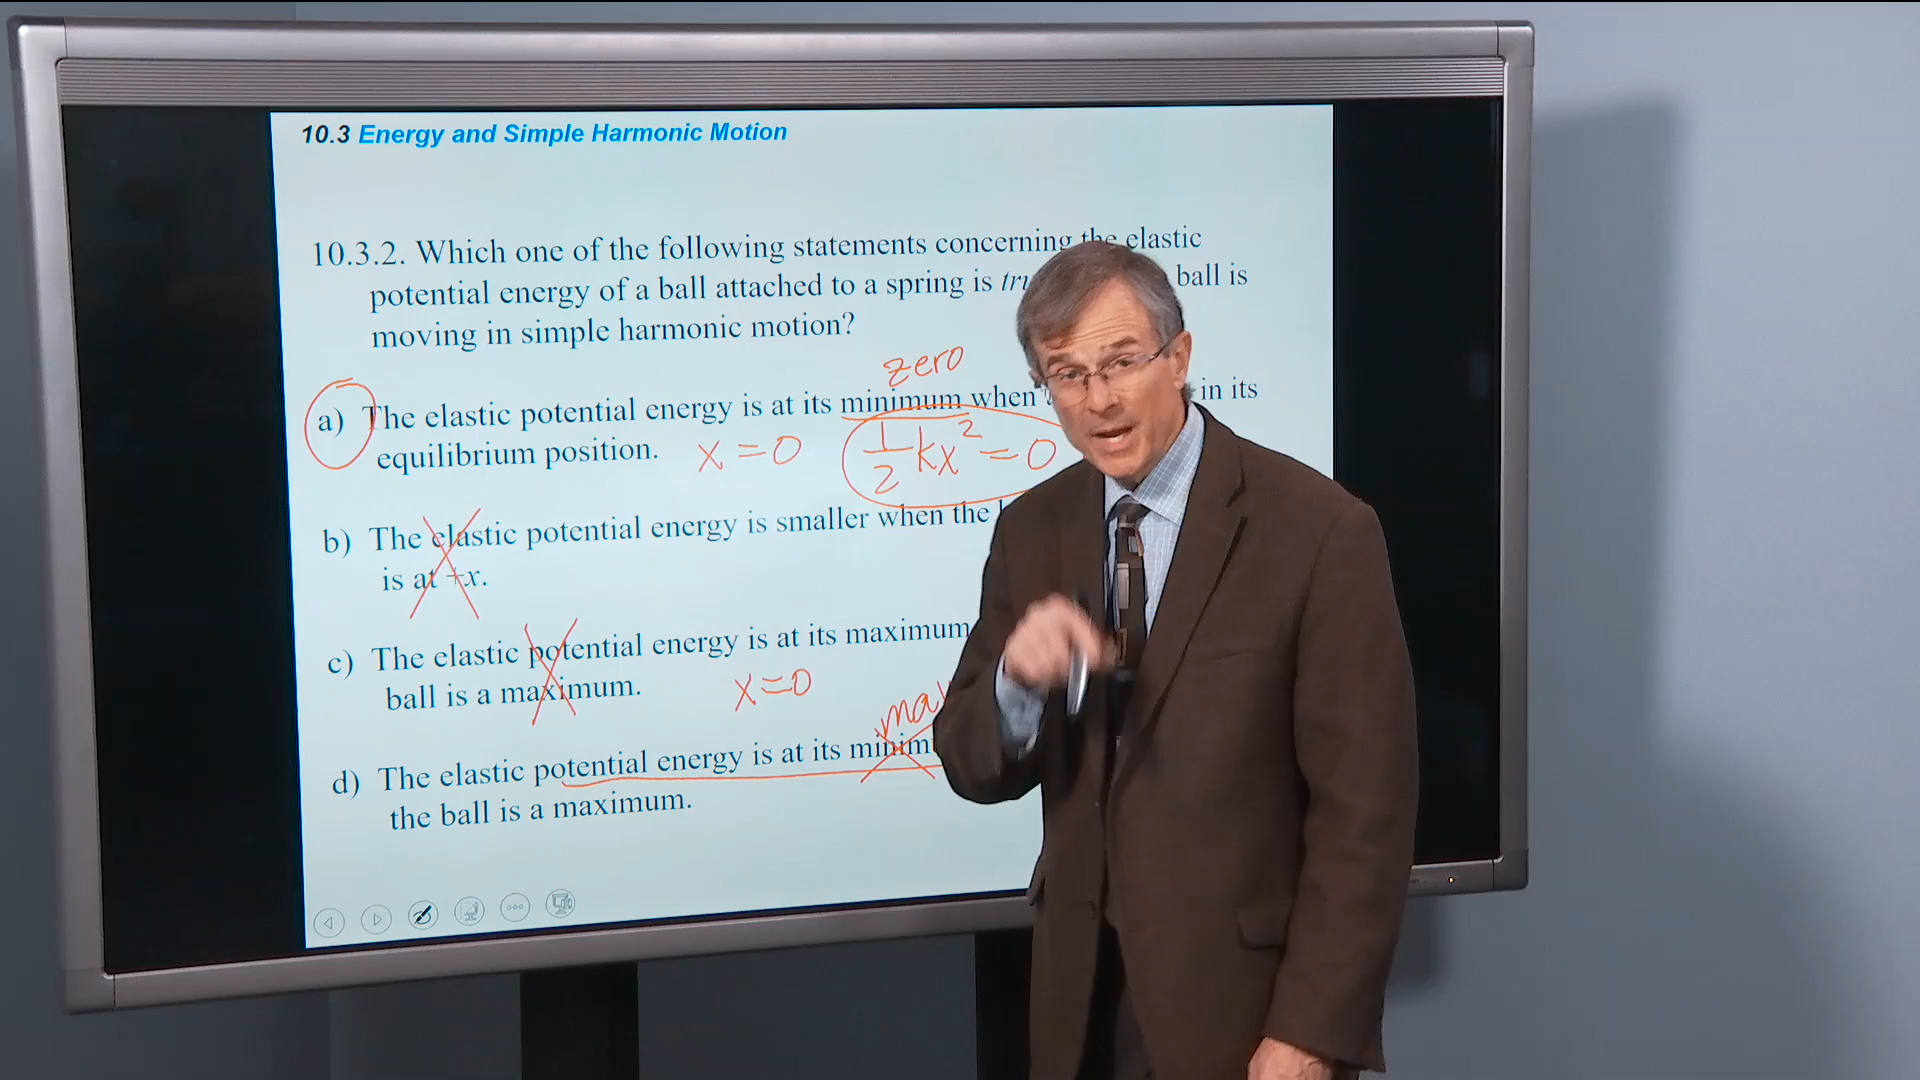 10.3 Energy and Simple Harmonic Motion
10.3.2. Which one of the following statements concerning the elastic
potential energy of a ball attached to a spring is ball is
moving in simple harmonic motion?
zero
a) The elastic potential energy is at its minimum when in its
equilibrium position. x = 0 1/2 kx² = 0
b) The elastic potential energy is smaller when the
is at +x.
c) The elastic potential energy is at its maximum
ball is a maximum. x=0
max
d) The elastic potential energy is at its
the ball is a maximum.